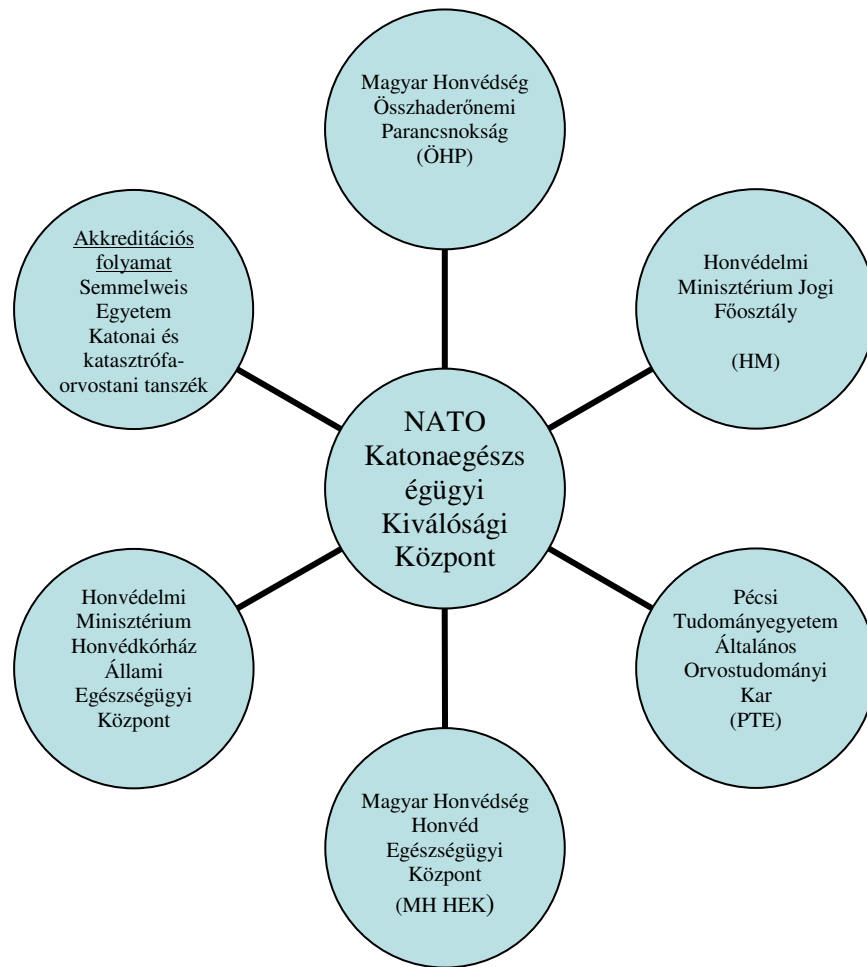 Magyar Honvédség
Összhaderőnemi
Parancsnokság
(ÖHP)
Akkreditációs
folyamat
Semmelweis
Egyetem
Katonai és
katasztrófa-
orvostani tanszék
Honvédelmi
Minisztérium Jogi
Főosztály
(HM)
NATO
Katonaegészs
égügyi
Kiválósági
Központ
Honvédelmi
Minisztérium
Honvédkórház
Állami
Egészségügyi
Központ
Pécsi
Tudományegyetem
Általános
Orvostudományi
Kar
(PTE)
Magyar Honvédség
Honvéd
Egészségügyi
Központ
(MH HEK)